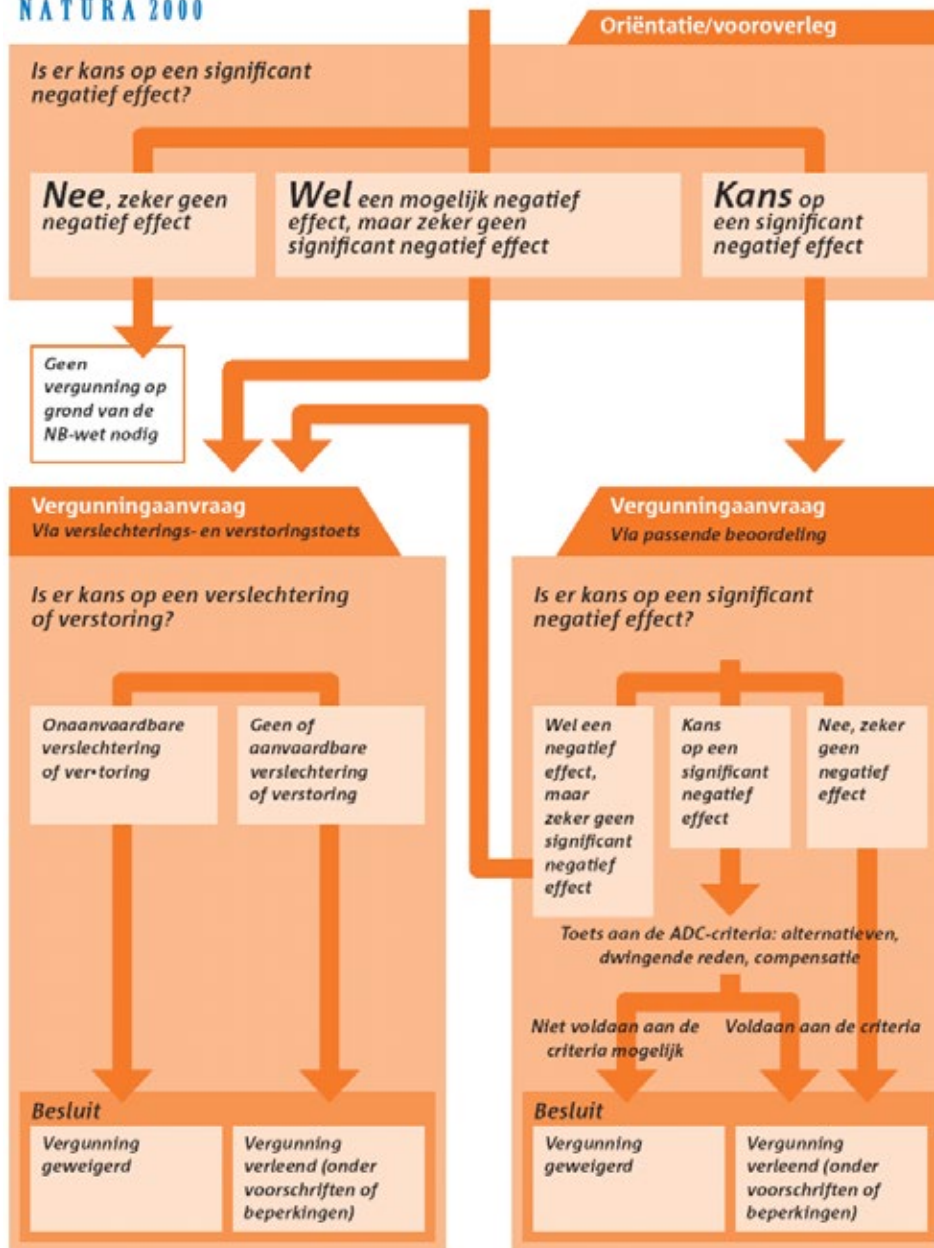 NATURA 2000
Oriëntatie/vooroverleg
Is er kans op een significant
negatief effect?
Nee, zeker geen
negatief effect
Wel een mogelijk negatief
effect, maar zeker geen
significant negatief effect
Kans op
een significant
negatief effect
Geen
vergunning op
grond van de
NB-wet nodig
Vergunningaanvraag
Via verslechterings- en verstoringstoets
Is er kans op een verslechtering
of verstoring?
Onaanvaardbare
verslechtering
of ver•toring
Geen of
aanvaardbare
verslechtering
of verstoring
Besluit
Vergunning
geweigerd
Vergunning
verleend (onder
voorschriften of
beperkingen)
Vergunningaanvraag
Via passende beoordeling
Is er kans op een significant
negatief effect?
Wel een
negatief
effect,
maar
zeker geen
significant
negatief
effect
Kans
op een
significant
negatief
effect
Nee, zeker
geen
negatief
effect
Toets aan de ADC-criteria: alternatieven,
dwingende reden, compensatie
Niet voldaan aan de
criteria mogelijk
Voldaan aan de criteria
Besluit
Vergunning
geweigerd
Vergunning
verleend (onder
voorschriften of
beperkingen)